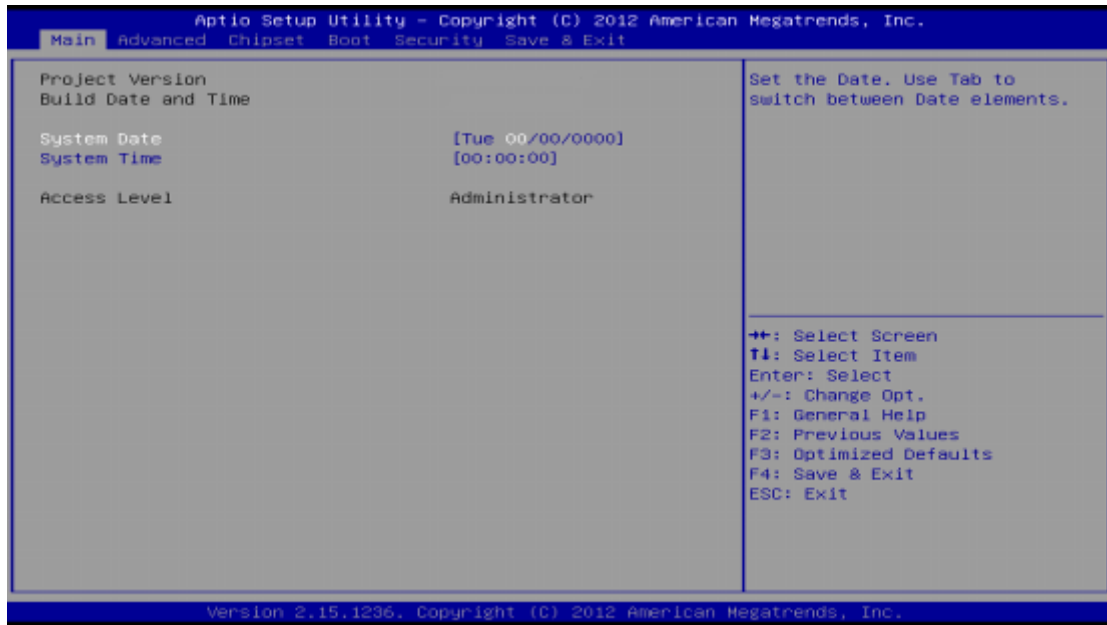 Aptio Setup Utility – Copyright (C) 2012 American Megatrends, Inc.
Main Advanced Chipset Boot Security Save & Exit
Project Version
Build Date and Time
System Date [Tue 00/00/0000]
System Time [00:00:00]
Access Level Administrator
Set the Date. Use Tab to
switch between Date elements.
→←: Select Screen
↑↓: Select Item
Enter: Select
+/-: Change Opt.
F1: General Help
F2: Previous Values
F3: Optimized Defaults
F4: Save & Exit
ESC: Exit
Version 2.15.1236. Copyright (C) 2012 American Megatrends, Inc.